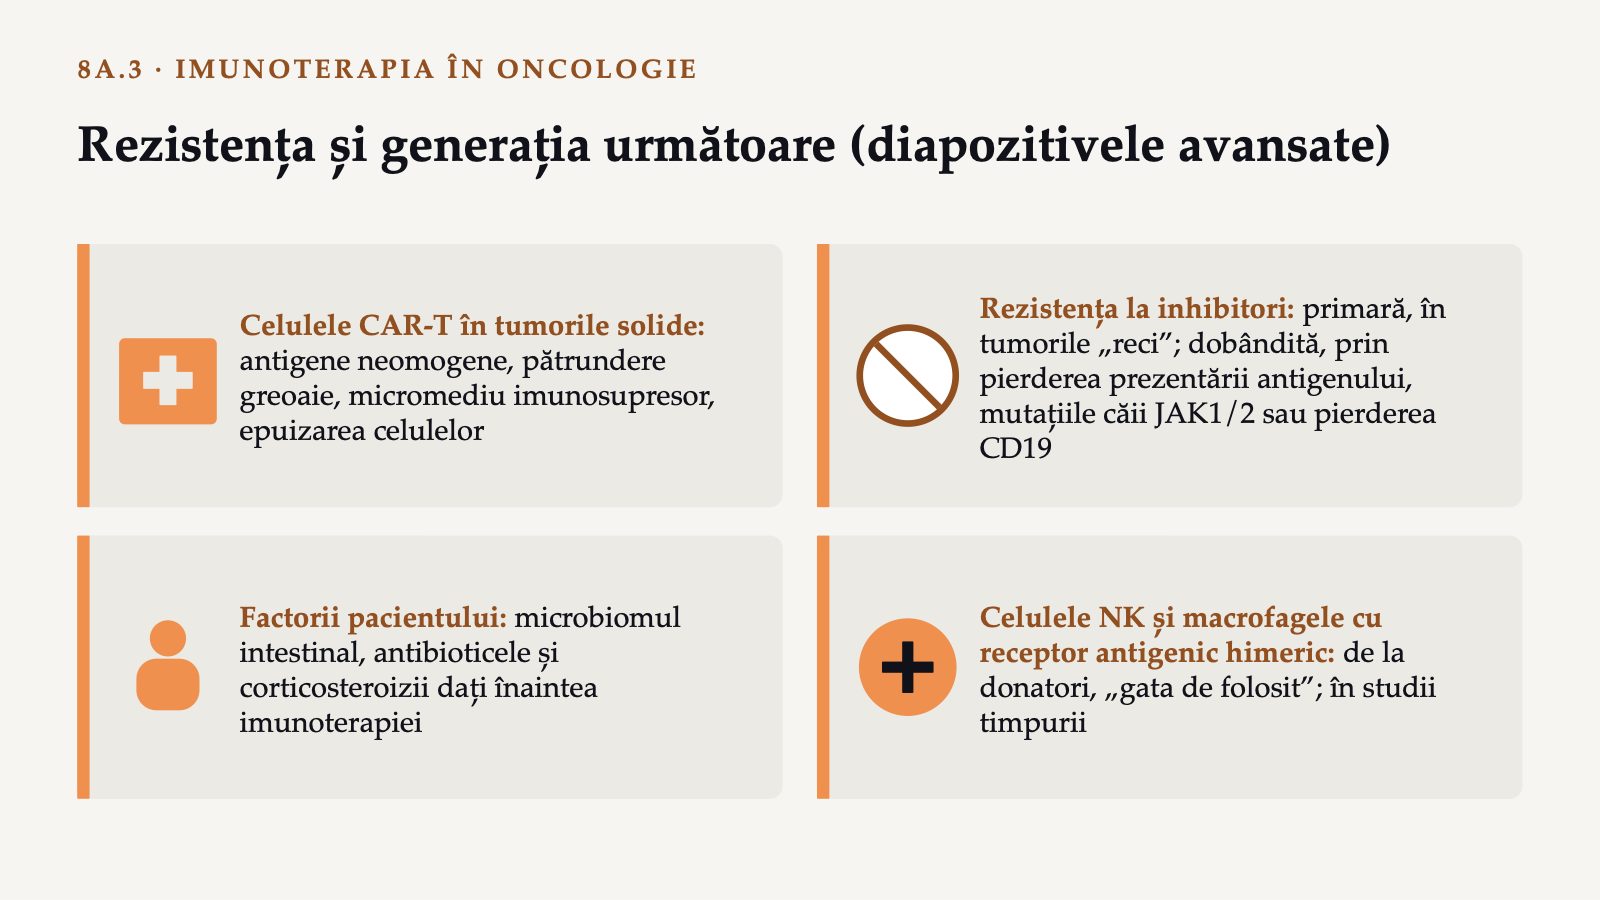 8A.3 · IMUNOTERAPIA ÎN ONCOLOGIE
Rezistența și generația următoare (diapozitivele avansate)
Celulele CAR-T în tumorile solide:
antigene neomogene, pătrundere
greoaie, micromediu imunosupresor,
epuizarea celulelor
Rezistența la inhibitori: primară, în
tumorile „reci”; dobândită, prin
pierderea prezentării antigenului,
mutațiile căii JAK1/2 sau pierderea
CD19
Factorii pacientului: microbiomul
intestinal, antibioticele și
corticosteroizii dați înaintea
imunoterapiei
Celulele NK și macrofagele cu
receptor antigenic himeric: de la
donatori, „gata de folosit”; în studii
timpurii